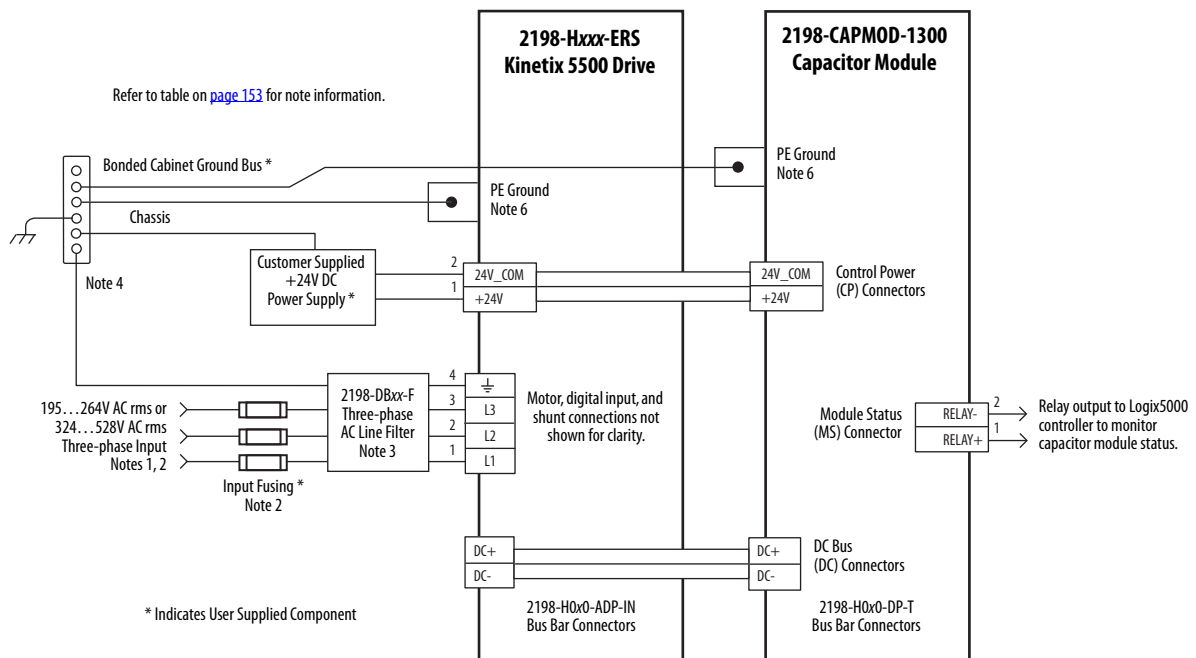 2198-Hxxx-ERS
Kinetix 5500 Drive
2198-CAPMOD-1300
Capacitor Module
Refer to table on page 153 for note information.
Bonded Cabinet Ground Bus *
PE Ground
Note 6
PE Ground
Note 6
Chassis
Note 4
Customer Supplied
+24V DC
Power Supply *
2
1
24V_COM
+24V
24V_COM
+24V
Control Power
(CP) Connectors
195…264V AC rms or
324…528V AC rms
Three-phase Input
Notes 1, 2
Input Fusing *
Note 2
2198-DBxx-F
Three-phase
AC Line Filter
Note 3
4
3
2
1
L3
L2
L1
Motor, digital input, and
shunt connections not
shown for clarity.
Module Status
(MS) Connector
RELAY-
RELAY+
2
1
Relay output to Logix5000
controller to monitor
capacitor module status.
DC+
DC-
DC+
DC-
DC Bus
(DC) Connectors
2198-H0x0-ADP-IN
Bus Bar Connectors
2198-H0x0-DP-T
Bus Bar Connectors
* Indicates User Supplied Component